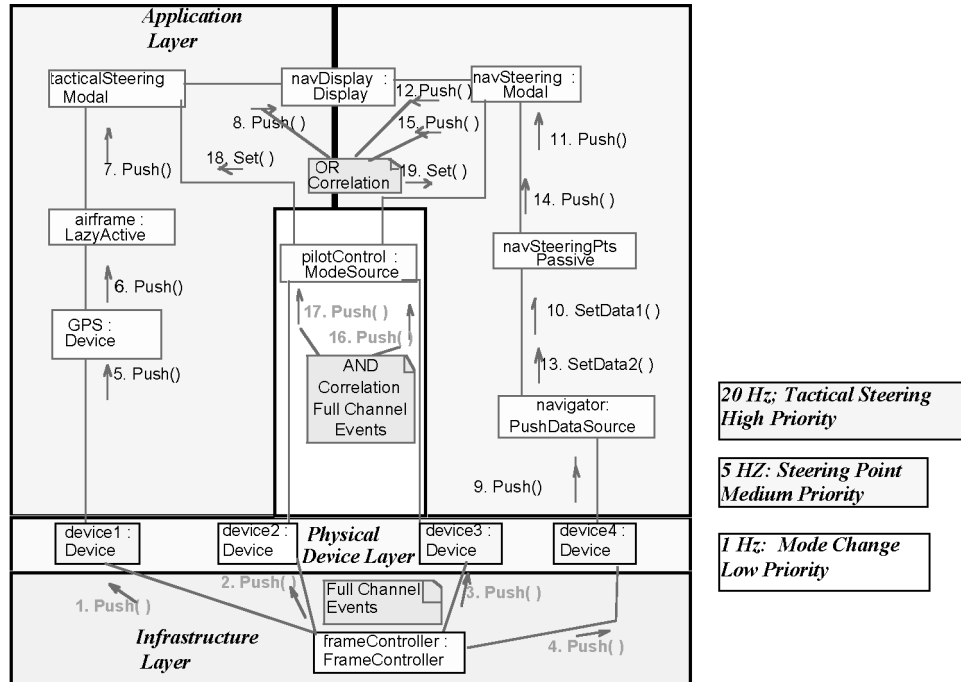 Application
Layer
tacticalSteering
Modal
navDisplay :
Display
navSteering :
Modal
12. Push( )
8. Push( )
15. Push( )
11. Push()
7. Push()
18. Set( )
OR
Correlation
19. Set( )
14. Push()
airframe :
LazyActive
pilotControl :
ModeSource
navSteeringPts
Passive
6. Push()
17. Push( )
10. SetData1( )
GPS :
Device
16. Push( )
5. Push()
AND
Correlation
Full Channel
Events
13. SetData2()
navigator:
PushDataSource
9. Push()
device1 :
Device
device2 :
Device
Physical
Device Layer
device3 :
Device
device4 :
Device
1. Push( )
2. Push( )
Full Channel
Events
3. Push( )
4. Push( )
Infrastructure
Layer
frameController :
FrameController
20 Hz; Tactical Steering
High Priority
5 HZ: Steering Point
Medium Priority
1 Hz:  Mode Change
Low Priority